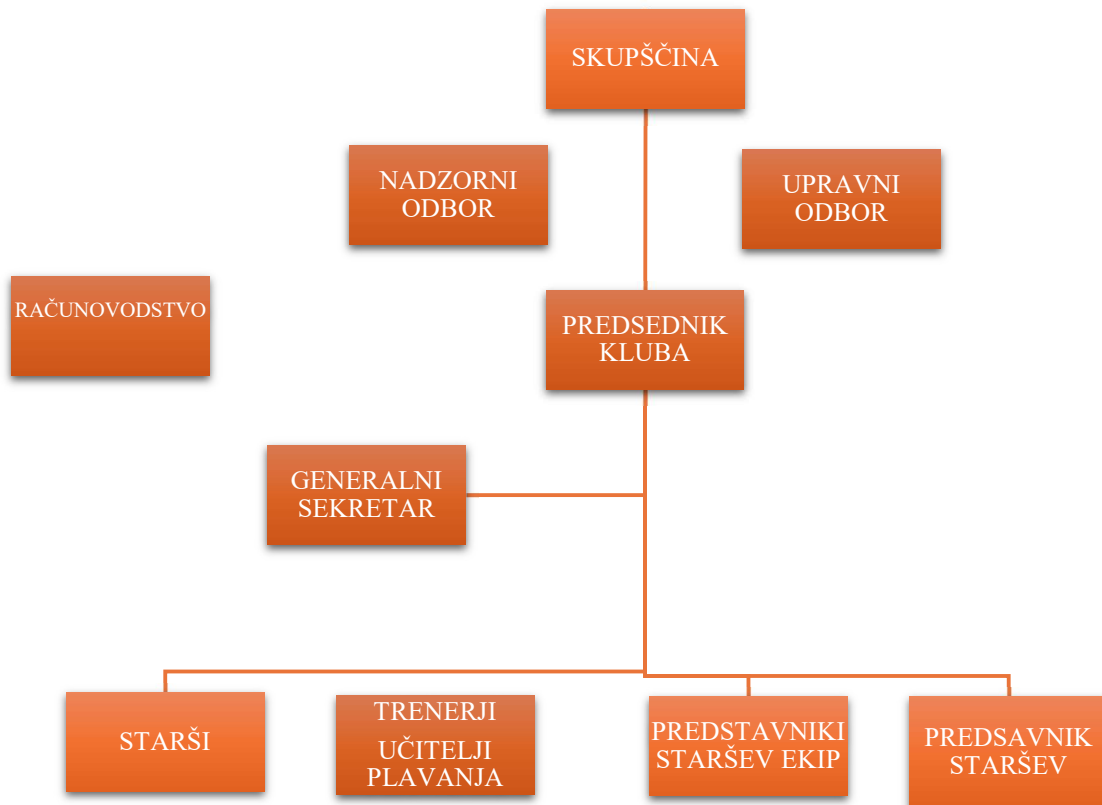 SKUPŠČINA
NADZORNI
ODBOR
UPRAVNI
ODBOR
RAČUNOVODSTVO
PREDSEDNIK
KLUBA
GENERALNI
SEKRETAR
STARŠI
TRENERJI
UČITELJI
PLAVANJA
PREDSTAVNIKI
STARŠEV EKIP
PREDSAVNIK
STARŠEV